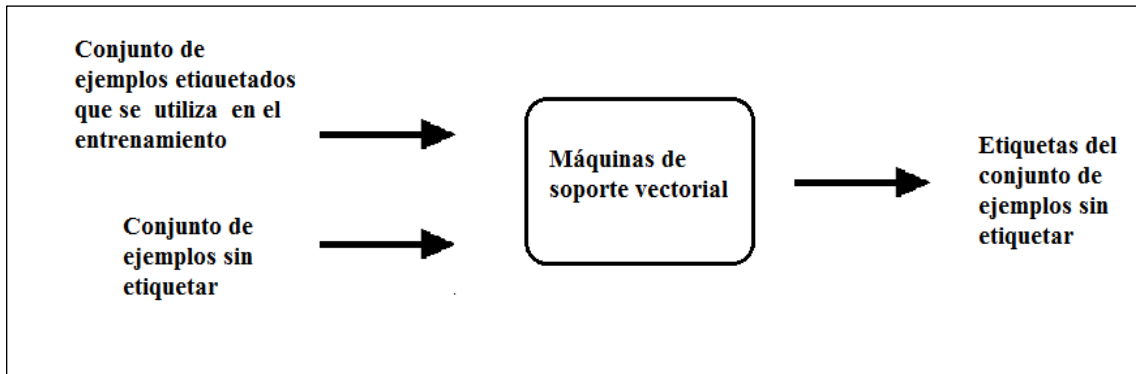 Conjunto de
ejemplos etiquetados
que se utiliza en el
entrenamiento
Conjunto de
ejemplos sin
etiquetar
Máquinas de
soporte vectorial
Etiquetas del
conjunto de
ejemplos sin
etiquetar